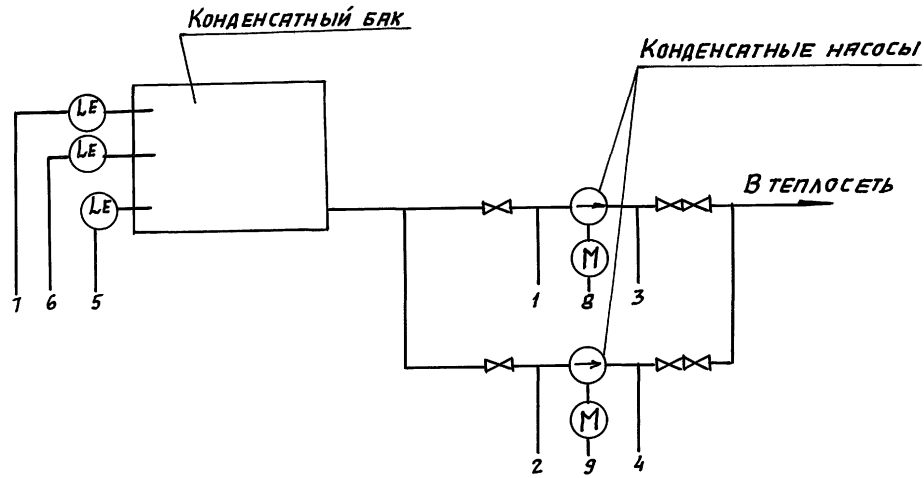 Конденсатный бак
Конденсатные насосы
LE
LE
В теплосеть
LE
M
7 6 5 1 8 3
M
2 9 4